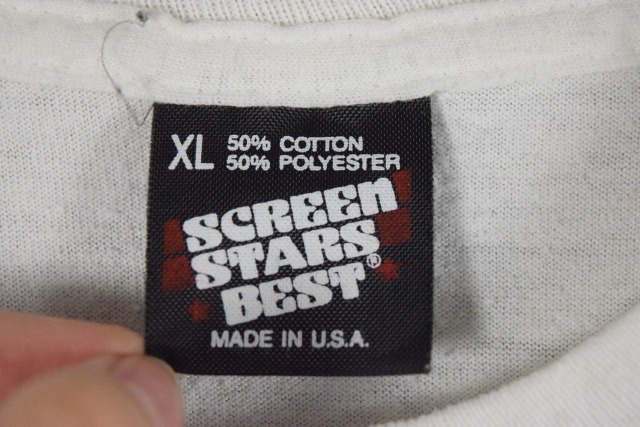 XL 50% COTTON
50% POLYESTER
SCREEN
STARS
BEST®
MADE IN U.S.A.